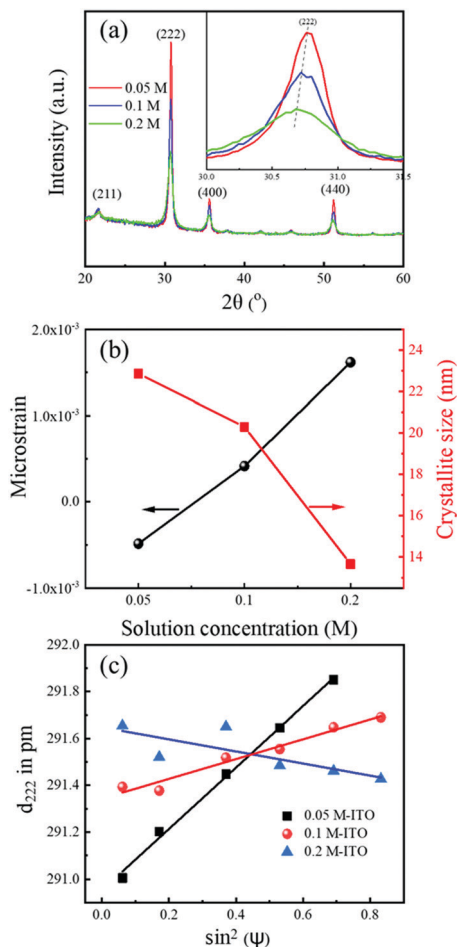 (a)
(222)
(222)
0.05 M
0.1 M
0.2 M
30.0 30.5 31.0 31.5
(211)
(400)
(440)
Intensity (a.u.)
20 30 40 50 60
2θ (°)
(b)
2.0x10⁻³
1.0x10⁻³
0.0
-1.0x10⁻³
Microstrain
22
20
18
16
14
Crystallite size (nm)
0.05 0.1 0.2
Solution concentration (M)
(c)
292.0
291.8
291.6
291.4
291.2
291.0
d₂₂₂ in pm
0.05 M-ITO
0.1 M-ITO
0.2 M-ITO
0.0 0.2 0.4 0.6 0.8
sin² (Ψ)